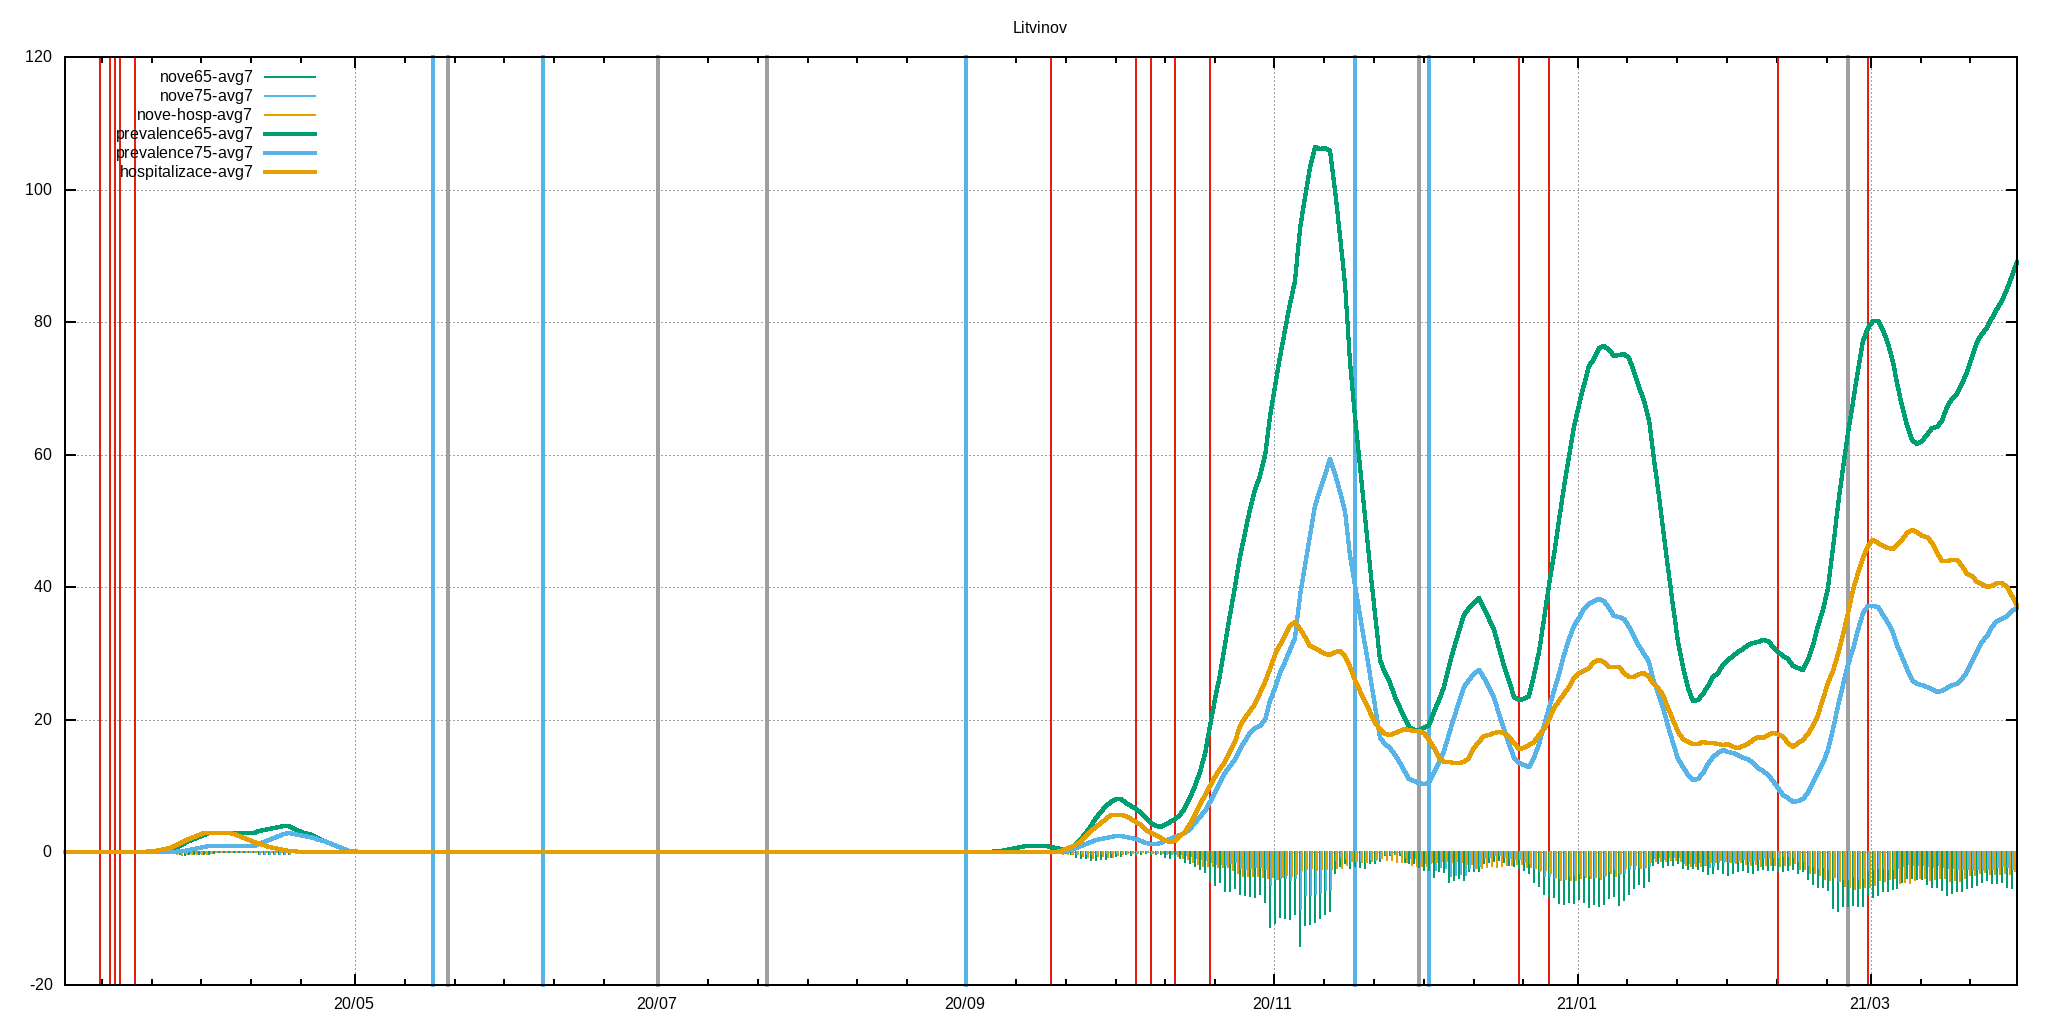 Litvinov
120
nove65-avg7
nove75-avg7
nove-hosp-avg7
prevalence65-avg7
prevalence75-avg7
hospitalizace-avg7
100
80
60
40
20
0
-20
20/05 20/07 20/09 20/11 21/01 21/03